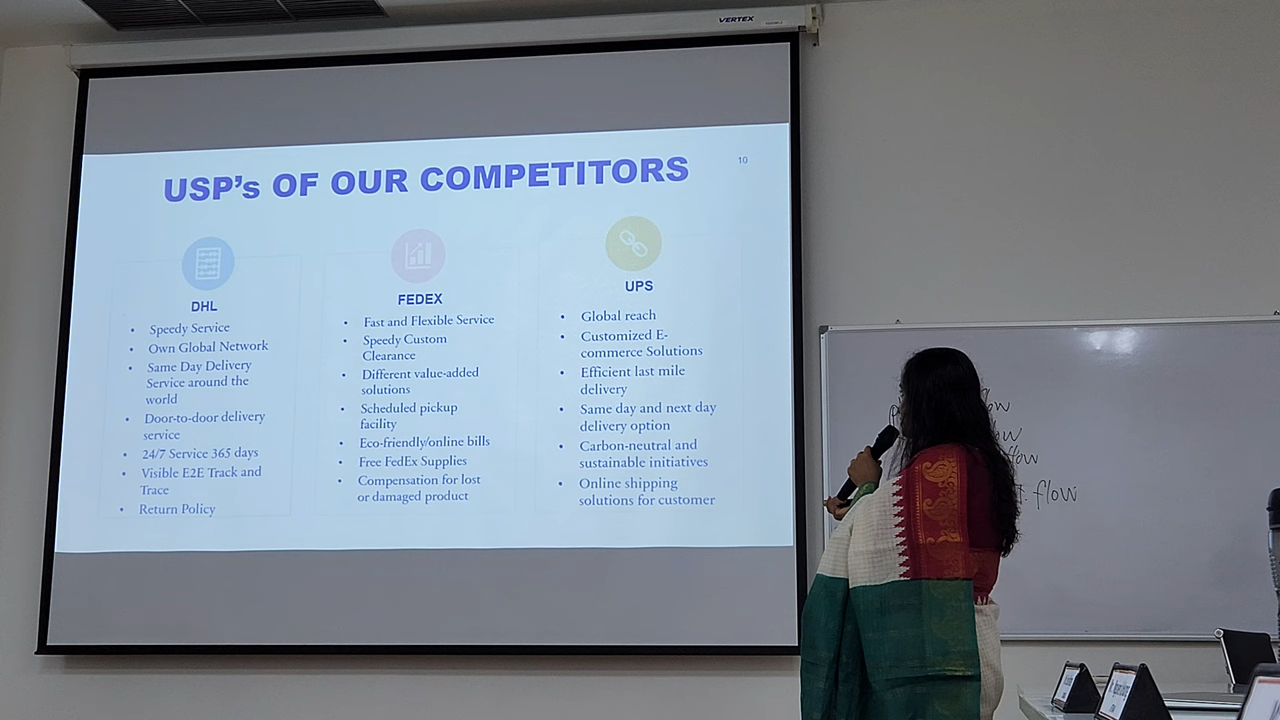 VERTEX
USP's OF OUR COMPETITORS
10
DHL
• Speedy Service
• Own Global Network
• Same Day Delivery
Service around the
world
• Door-to-door delivery
service
• 24/7 Service 365 days
• Visible E2E Track and
Trace
• Return Policy
FEDEX
• Fast and Flexible Service
• Speedy Custom
Clearance
• Different value-added
solutions
• Scheduled pickup
facility
• Eco-friendly/online bills
• Free FedEx Supplies
• Compensation for lost
or damaged product
UPS
• Global reach
• Customized E-
commerce Solutions
• Efficient last mile
delivery
• Same day and next day
delivery option
• Carbon-neutral and
sustainable initiatives
• Online shipping
solutions for customer
flow